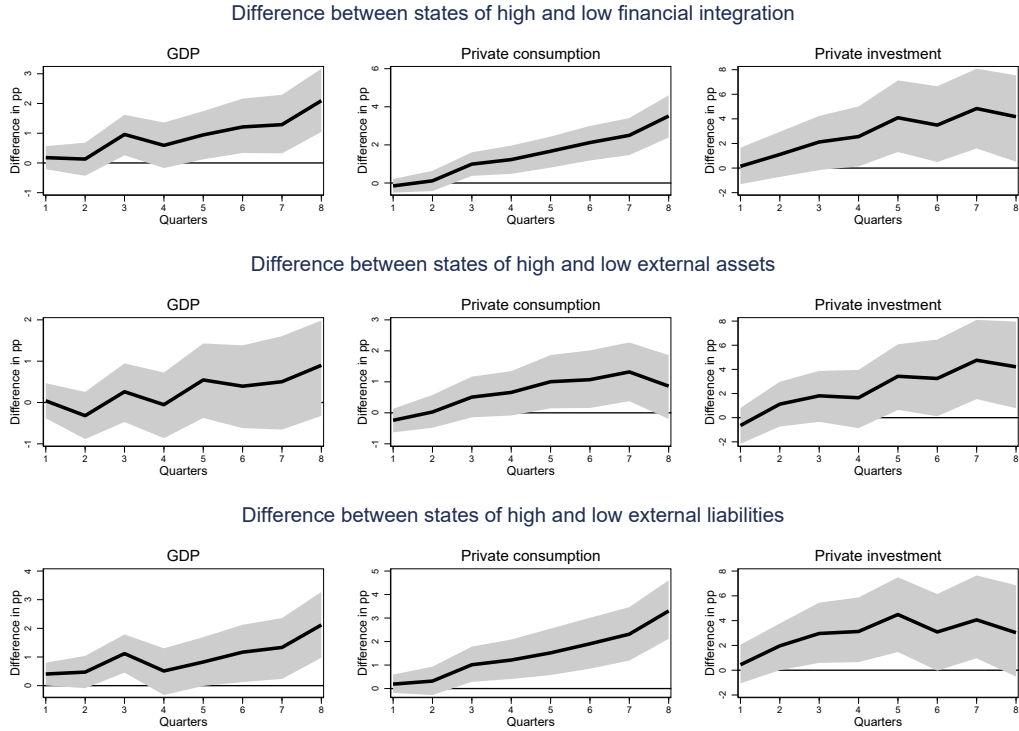 Difference between states of high and low financial integration
GDP
Private consumption
Private investment
Difference in pp
-1 0 1 2 3
1 2 3 4 5 6 7 8
Quarters
Difference in pp
0 2 4 6
1 2 3 4 5 6 7 8
Quarters
Difference in pp
-2 0 2 4 6 8
1 2 3 4 5 6 7 8
Quarters
Difference between states of high and low external assets
GDP
Private consumption
Private investment
Difference in pp
-1 0 1 2
1 2 3 4 5 6 7 8
Quarters
Difference in pp
-1 0 1 2 3
1 2 3 4 5 6 7 8
Quarters
Difference in pp
-2 0 2 4 6 8
1 2 3 4 5 6 7 8
Quarters
Difference between states of high and low external liabilities
GDP
Private consumption
Private investment
Difference in pp
0 1 2 3 4
1 2 3 4 5 6 7 8
Quarters
Difference in pp
0 1 2 3 4 5
1 2 3 4 5 6 7 8
Quarters
Difference in pp
-2 0 2 4 6 8
1 2 3 4 5 6 7 8
Quarters